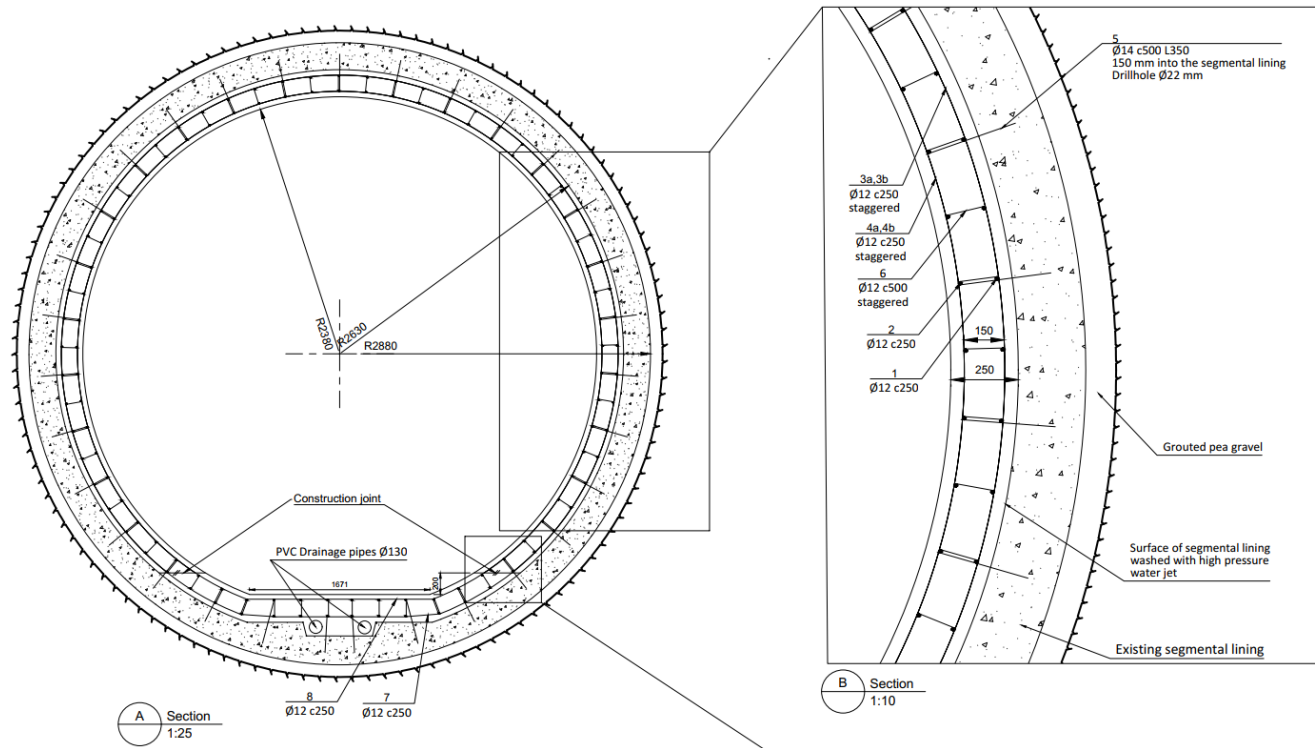 R2380
R2630
R2880
Construction joint
PVC Drainage pipes Ø130
1671
200
8
Ø12 c250
7
Ø12 c250
A
Section
1:25
5
Ø14 c500 L350
150 mm into the segmental lining
Drillhole Ø22 mm
3a,3b
Ø12 c250
staggered
4a,4b
Ø12 c250
staggered
6
Ø12 c500
staggered
2
Ø12 c250
1
Ø12 c250
150
250
Grouted pea gravel
Surface of segmental lining
washed with high pressure
water jet
Existing segmental lining
B
Section
1:10